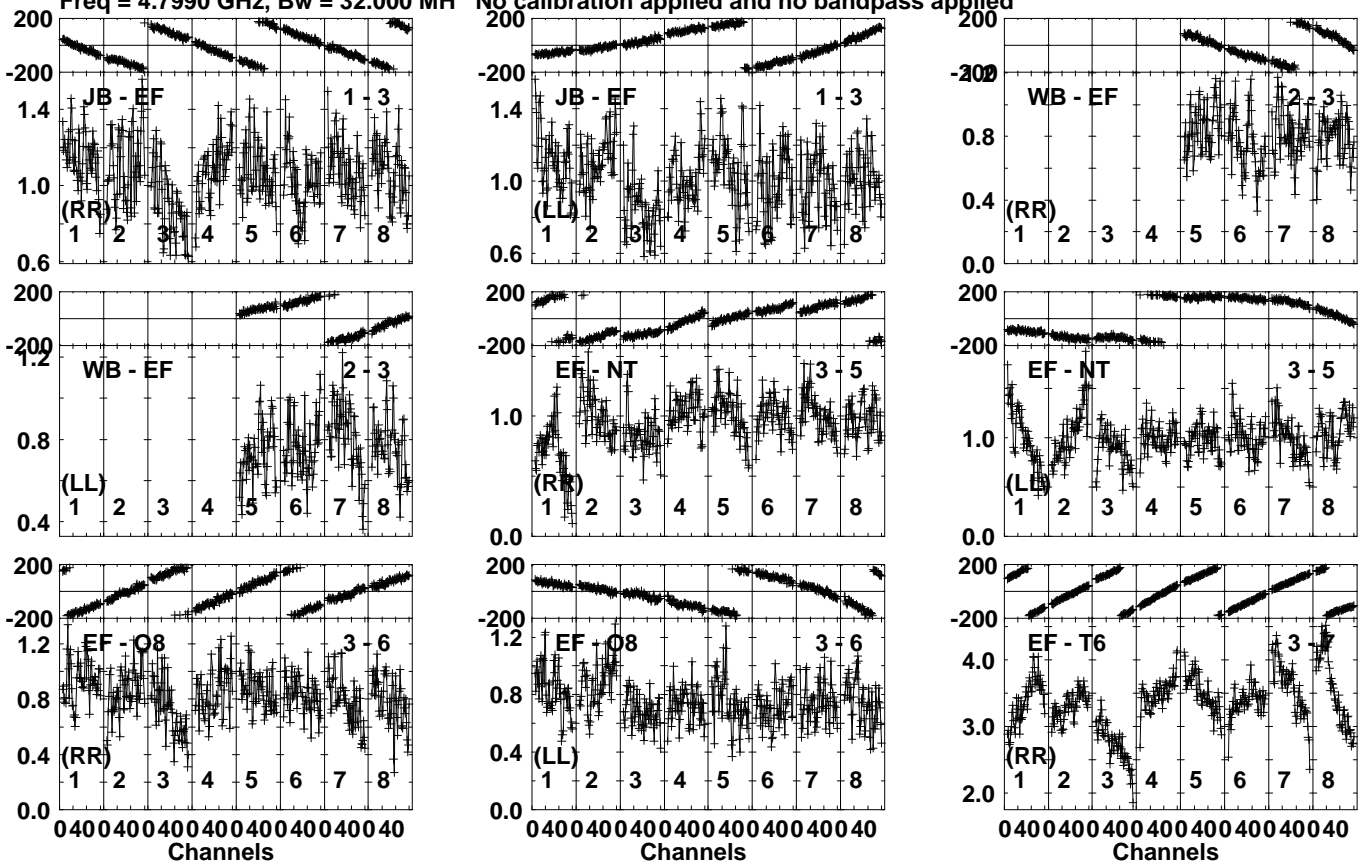 Freq = 4.7990 GHz, Bw = 32.000 MH No calibration applied and no bandpass applied
200
-200
JB - EF 1 - 3
1.4
1.0
0.6
(RR)
1 2 3 4 5 6 7 8
200
-200
JB - EF 1 - 3
1.4
1.0
0.6
(LL)
1 2 3 4 5 6 7 8
200
-200
1.2
WB - EF 2 - 3
0.8
0.4
0.0
(RR)
1 2 3 4 5 6 7 8
200
-200
1.2
WB - EF 2 - 3
0.8
0.4
(LL)
1 2 3 4 5 6 7 8
200
-200
EF - NT 3 - 5
1.0
0.0
(RR)
1 2 3 4 5 6 7 8
200
-200
EF - NT 3 - 5
1.0
0.0
(LL)
1 2 3 4 5 6 7 8
200
-200
1.2
EF - O8 3 - 6
0.8
0.4
0.0
(RR)
1 2 3 4 5 6 7 8
0 40 0 40 0 40 0 40 0 40 0 40 0 40 0 40
Channels
200
-200
1.2
EF - O8 3 - 6
0.8
0.4
0.0
(LL)
1 2 3 4 5 6 7 8
0 40 0 40 0 40 0 40 0 40 0 40 0 40 0 40
Channels
200
-200
EF - T6 3 - 7
4.0
3.0
2.0
(RR)
1 2 3 4 5 6 7 8
0 40 0 40 0 40 0 40 0 40 0 40 0 40 0 40
Channels